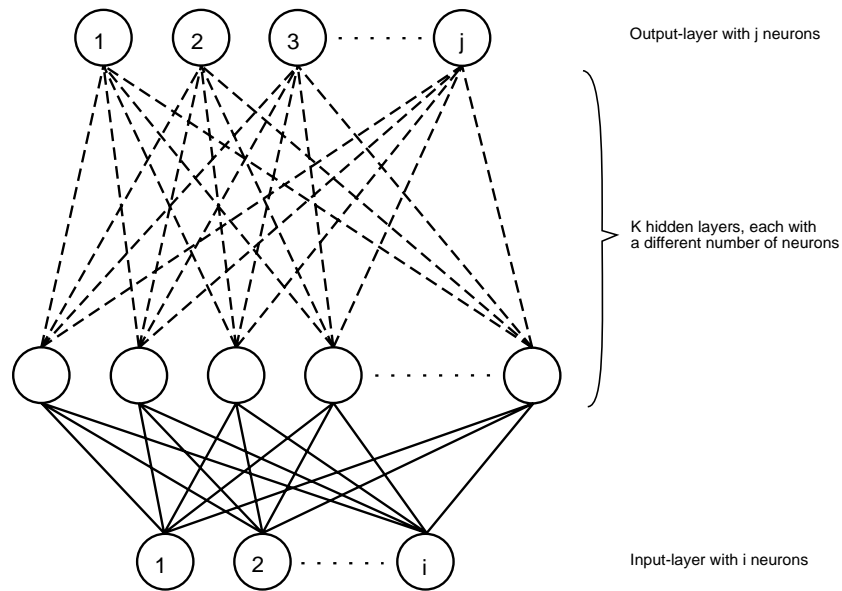 1 2 3 j Output-layer with j neurons
K hidden layers, each with
a different number of neurons
1 2 i Input-layer with i neurons